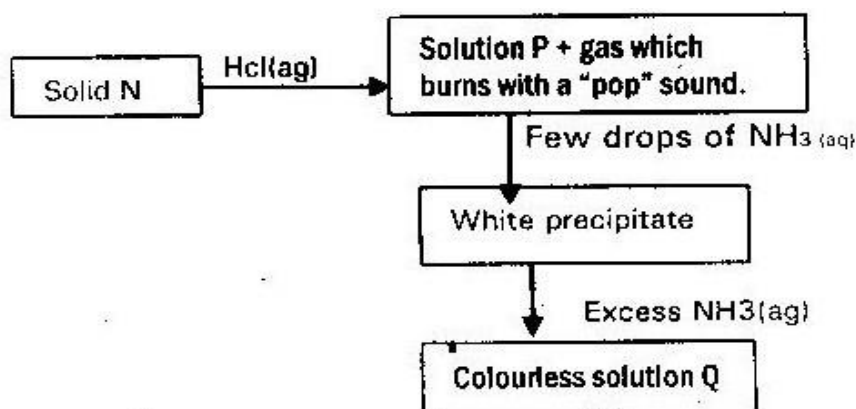 Solid N
Hcl(ag)
Solution P + gas which
burns with a "pop" sound.
Few drops of NH3 (aq)
White precipitate
Excess NH3(ag)
Colourless solution Q